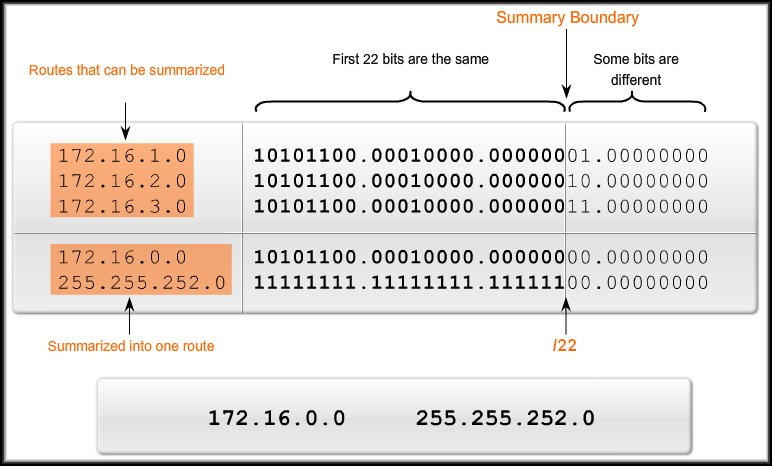 Summary Boundary
Routes that can be summarized
First 22 bits are the same
Some bits are
different
172.16.1.0 10101100.00010000.00000001.00000000
172.16.2.0 10101100.00010000.00000010.00000000
172.16.3.0 10101100.00010000.00000011.00000000
172.16.0.0 10101100.00010000.00000000.00000000
255.255.252.0 11111111.11111111.11111100.00000000
Summarized into one route
/22
172.16.0.0 255.255.252.0